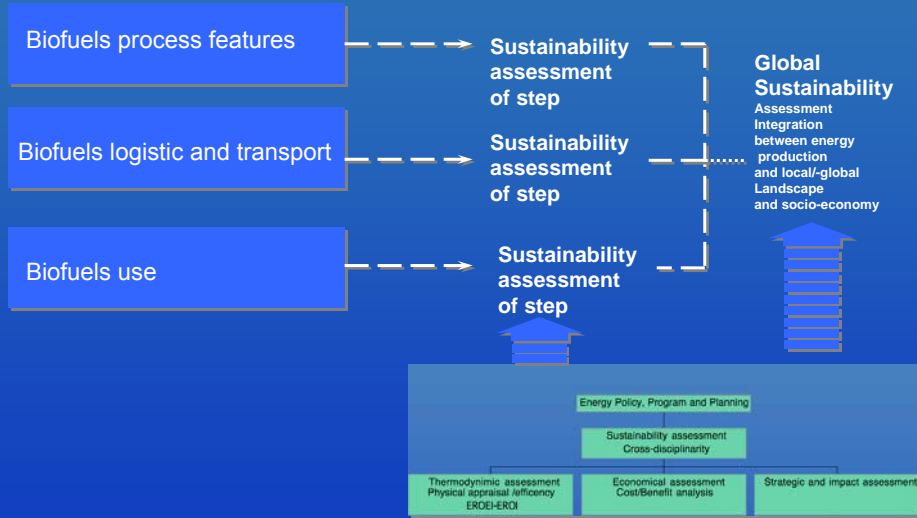 Biofuels process features
Sustainability
assessment
of step
Biofuels logistic and transport
Sustainability
assessment
of step
Biofuels use
Sustainability
assessment
of step
Global
Sustainability
Assessment
Integration
between energy
production
and local/-global
Landscape
and socio-economy
Energy Policy, Program and Planning
Sustainability assessment
Cross-disciplinarity
Thermodynimic assessment
Physical appraisal /efficency
EROEI-EROI
Economical assessment
Cost/Benefit analysis
Strategic and impact assessment